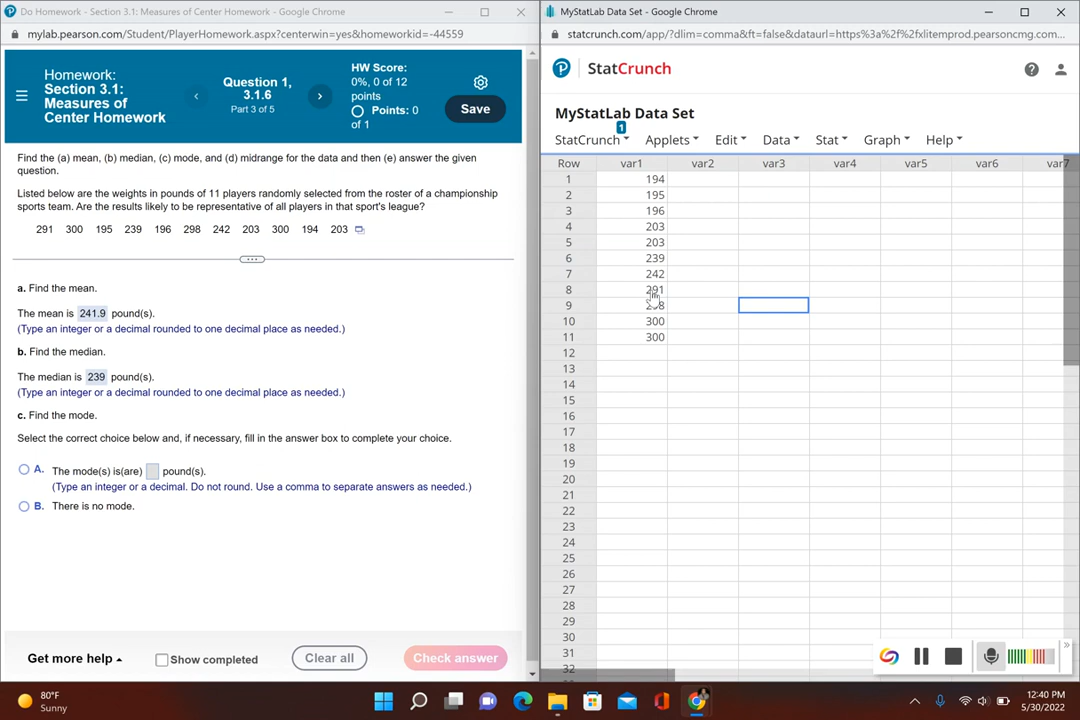 Do Homework - Section 3.1: Measures of Center Homework - Google Chrome
mylab.pearson.com/Student/PlayerHomework.aspx?centerwin=yes&homeworkid=-44559
Homework:
Section 3.1:
Measures of
Center Homework
Question 1,
3.1.6
Part 3 of 5
HW Score:
0%, 0 of 12
points
Points: 0
of 1
Save
Find the (a) mean, (b) median, (c) mode, and (d) midrange for the data and then (e) answer the given
question.
Listed below are the weights in pounds of 11 players randomly selected from the roster of a championship
sports team. Are the results likely to be representative of all players in that sport's league?
291 300 195 239 196 298 242 203 300 194 203
a. Find the mean.
The mean is 241.9 pound(s).
(Type an integer or a decimal rounded to one decimal place as needed.)
b. Find the median.
The median is 239 pound(s).
(Type an integer or a decimal rounded to one decimal place as needed.)
c. Find the mode.
Select the correct choice below and, if necessary, fill in the answer box to complete your choice.
A. The mode(s) is(are) pound(s).
(Type an integer or a decimal. Do not round. Use a comma to separate answers as needed.)
B. There is no mode.
Get more help
Show completed
Clear all
Check answer
MyStatLab Data Set - Google Chrome
statcrunch.com/app/?dlim=comma&ft=false&dataurl=https%3a%2f%2fxlitemprod.pearsoncmg.com...
StatCrunch
MyStatLab Data Set
1
StatCrunch Applets Edit Data Stat Graph Help
Row var1 var2 var3 var4 var5 var6 var7
1 194
2 195
3 196
4 203
5 203
6 239
7 242
8 291
9
10 300
11 300
12
13
14
15
16
17
18
19
20
21
22
23
24
25
26
27
28
29
30
31
32
80°F
Sunny
12:40 PM
5/30/2022